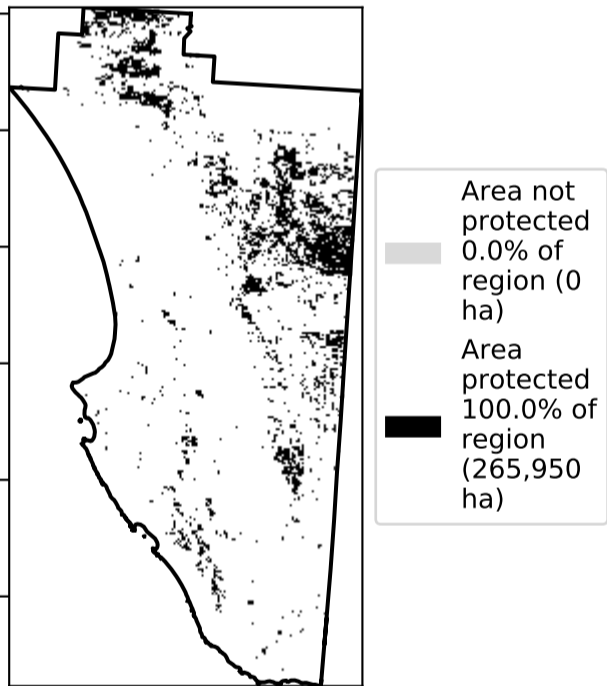 Area not
protected
0.0% of
region (0
ha)
Area
protected
100.0% of
region
(265,950
ha)